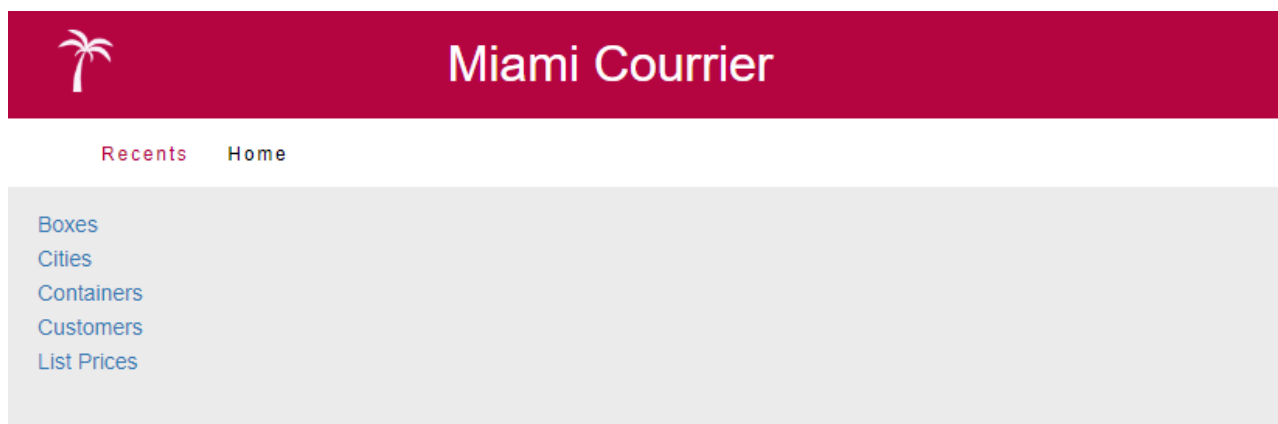 Miami Courrier
Recents Home
Boxes
Cities
Containers
Customers
List Prices